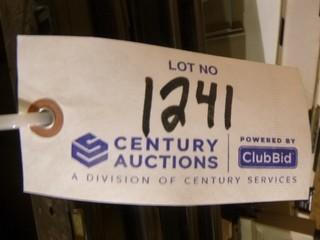 LOT NO
1241
CENTURY AUCTIONS
POWERED BY
ClubBid
A DIVISION OF CENTURY SERVICES